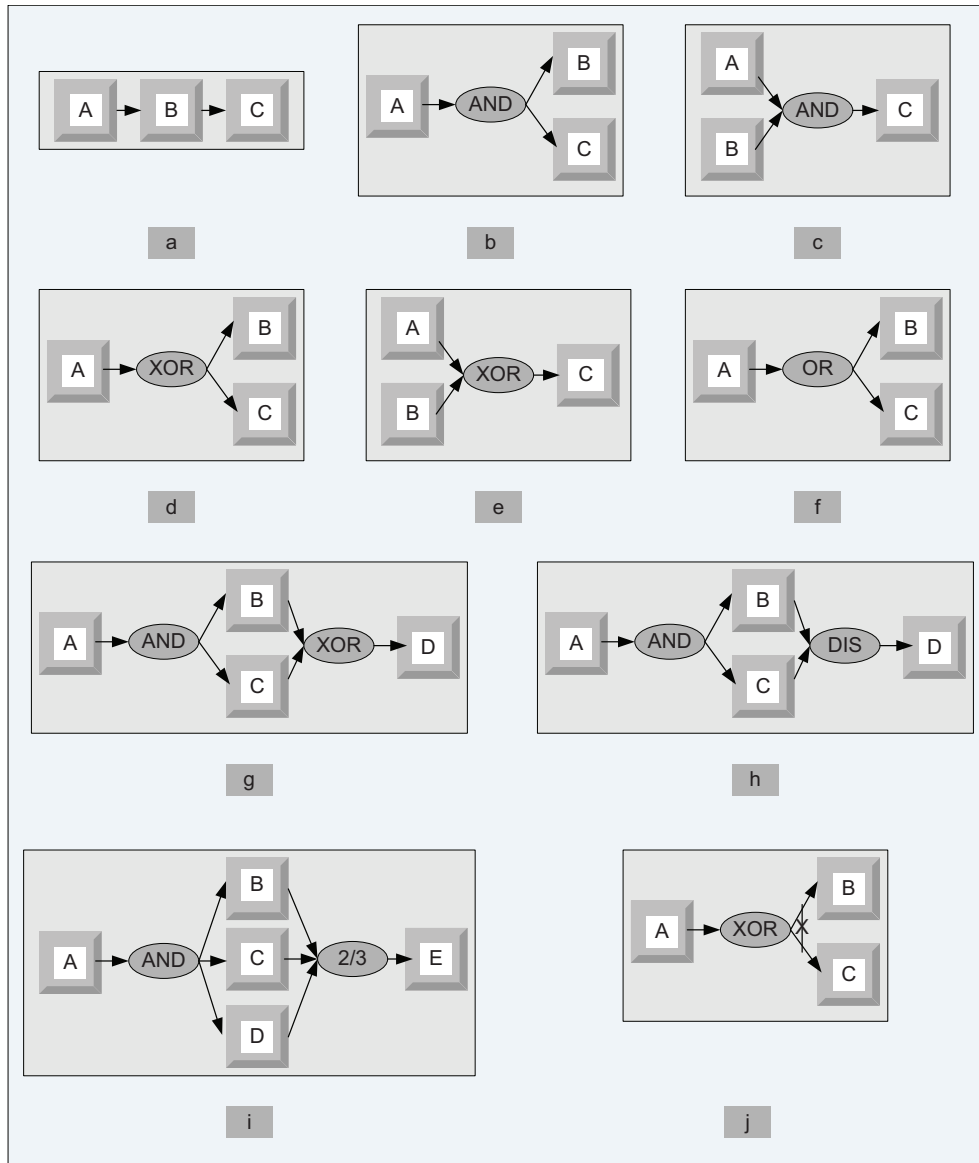 A B C
A AND B C
A B AND C
a b c
A XOR B C
A B XOR C
A OR B C
d e f
A AND B C XOR D
A AND B C DIS D
g h
A AND B C D 2/3 E
A XOR X B C
i j